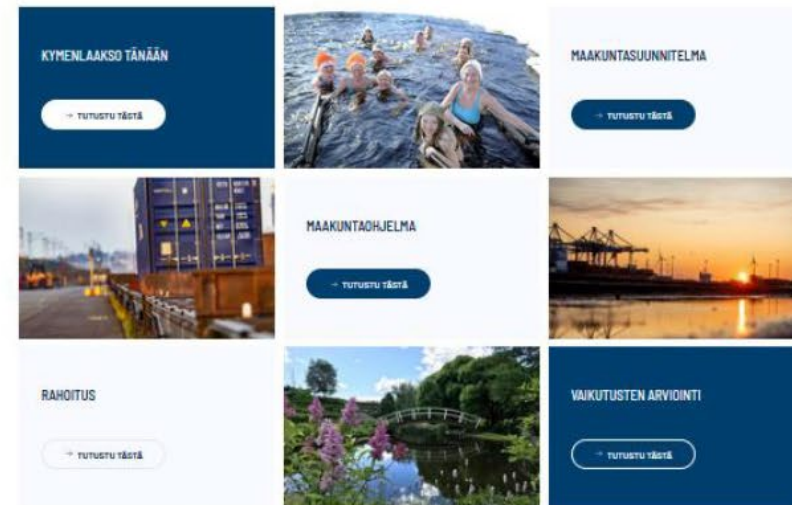 KYMENLAAKSO TÄNÄÄN
MAAKUNTASUUNNITELMA
→ TUTUSTU TÄSTÄ
→ TUTUSTU TÄSTÄ
MAAKUNTAOHJELMA
→ TUTUSTU TÄSTÄ
RAHOITUS
VAIKUTUSTEN ARVIOINTI
→ TUTUSTU TÄSTÄ
→ TUTUSTU TÄSTÄ